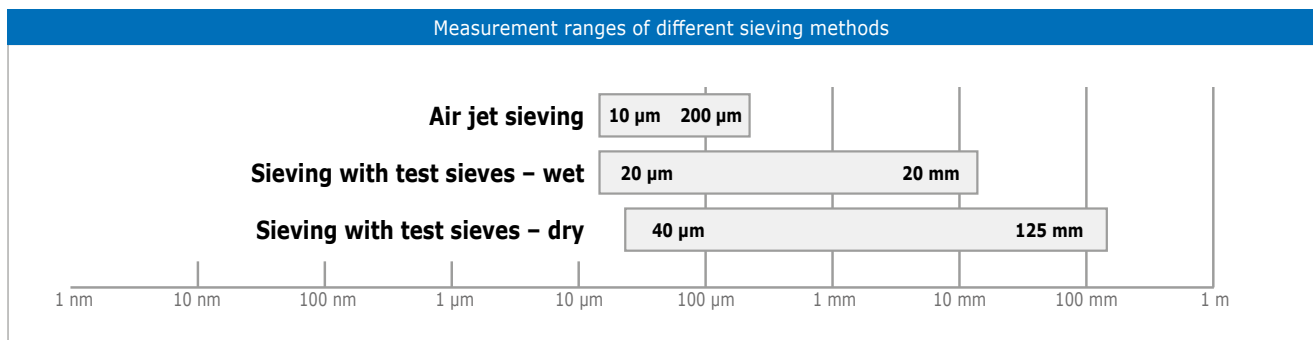 Measurement ranges of different sieving methods
Air jet sieving 10 µm 200 µm
Sieving with test sieves – wet 20 µm 20 mm
Sieving with test sieves – dry 40 µm 125 mm
1 nm 10 nm 100 nm 1 µm 10 µm 100 µm 1 mm 10 mm 100 mm 1 m